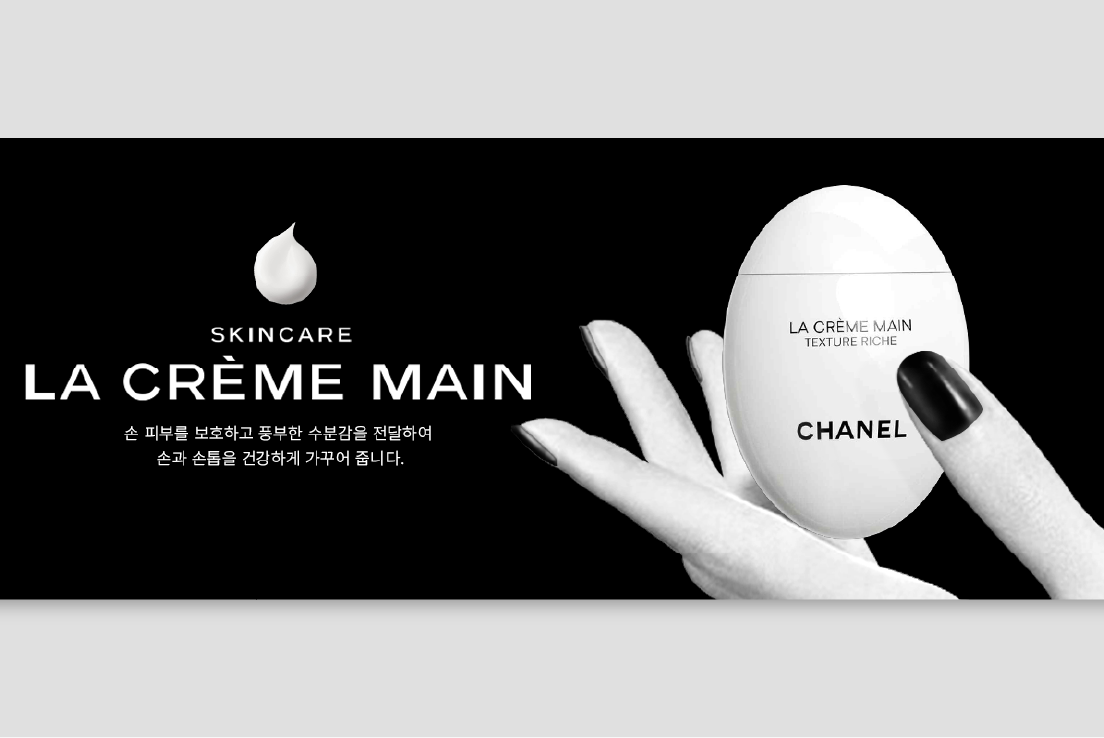 SKINCARE
LA CRÈME MAIN
손 피부를 보호하고 풍부한 수분감을 전달하여
손과 손톱을 건강하게 가꾸어 줍니다.
LA CRÈME MAIN
TEXTURE RICHE
CHANEL